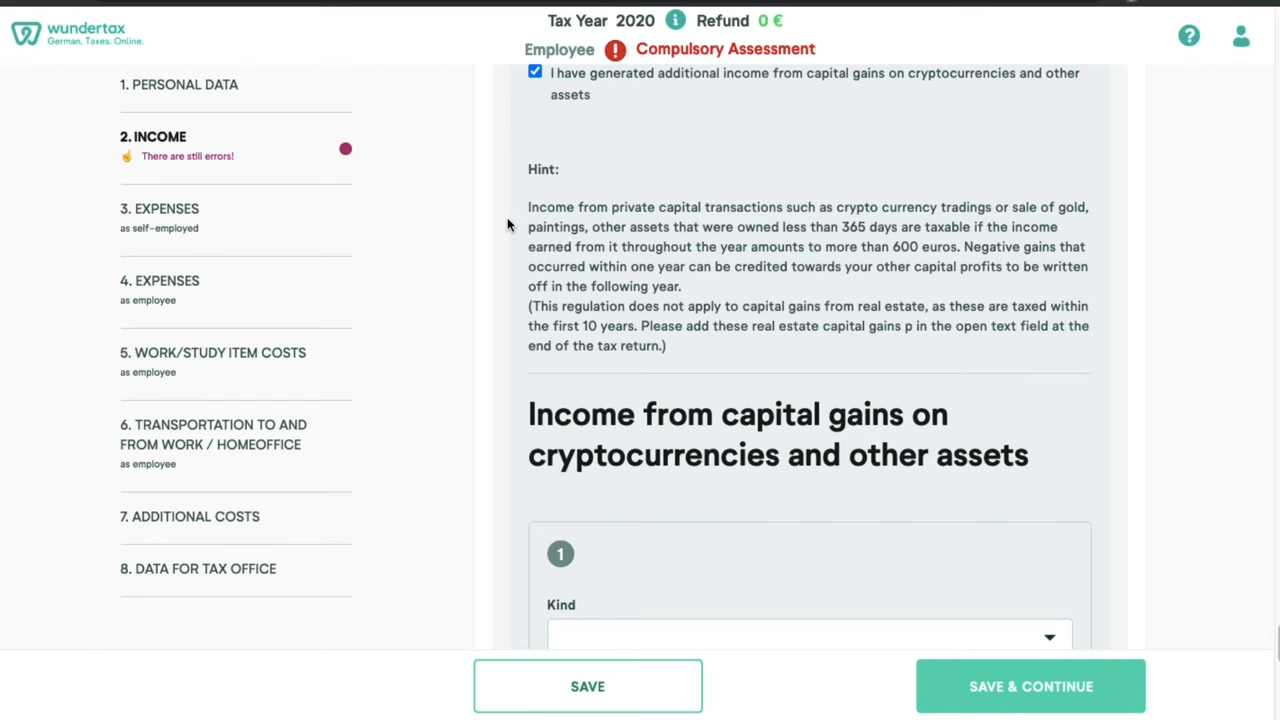 wundertax
German. Taxes. Online.
Tax Year 2020 i Refund 0 €
Employee ! Compulsory Assessment
?
1. PERSONAL DATA
2. INCOME
☝ There are still errors!
3. EXPENSES
as self-employed
4. EXPENSES
as employee
5. WORK/STUDY ITEM COSTS
as employee
6. TRANSPORTATION TO AND
FROM WORK / HOMEOFFICE
as employee
7. ADDITIONAL COSTS
8. DATA FOR TAX OFFICE
I have generated additional income from capital gains on cryptocurrencies and other
assets
Hint:
Income from private capital transactions such as crypto currency tradings or sale of gold,
paintings, other assets that were owned less than 365 days are taxable if the income
earned from it throughout the year amounts to more than 600 euros. Negative gains that
occurred within one year can be credited towards your other capital profits to be written
off in the following year.
(This regulation does not apply to capital gains from real estate, as these are taxed within
the first 10 years. Please add these real estate capital gains p in the open text field at the
end of the tax return.)
Income from capital gains on
cryptocurrencies and other assets
1
Kind
SAVE
SAVE & CONTINUE